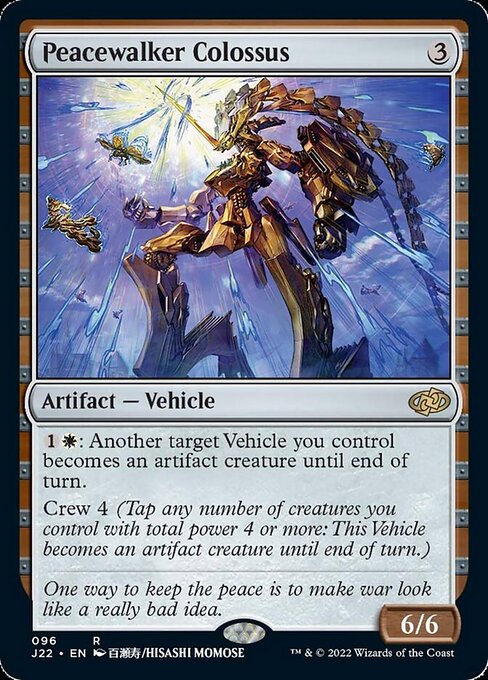 Peacewalker Colossus 3
Artifact — Vehicle
1 : Another target Vehicle you control
becomes an artifact creature until end of
turn.
Crew 4 (Tap any number of creatures you
control with total power 4 or more: This Vehicle
becomes an artifact creature until end of turn.)
One way to keep the peace is to make war look
like a really bad idea.
6/6
096 R
J22 • EN 百瀬寿/HISASHI MOMOSE
™ & © 2022 Wizards of the Coast